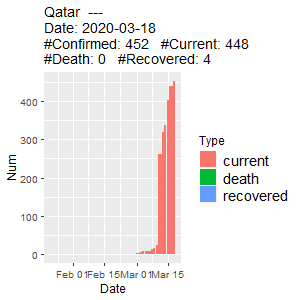 Qatar  ---
Date: 2020-03-18
#Confirmed: 452   #Current: 448
#Death: 0   #Recovered: 4
Num
400
300
200
100
0
Feb 01 Feb 15 Mar 01 Mar 15
Date
Type
current
death
recovered